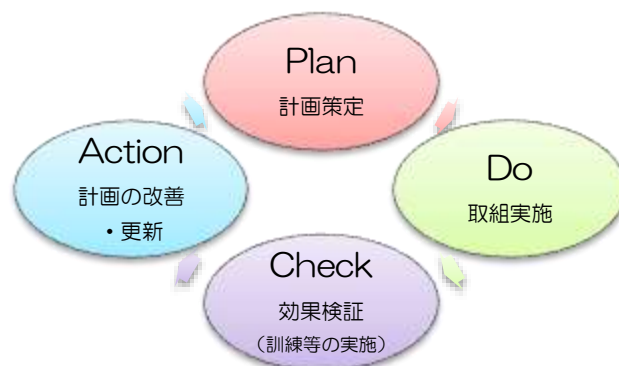 Plan
計画策定
Do
取組実施
Check
効果検証
（訓練等の実施）
Action
計画の改善
・更新